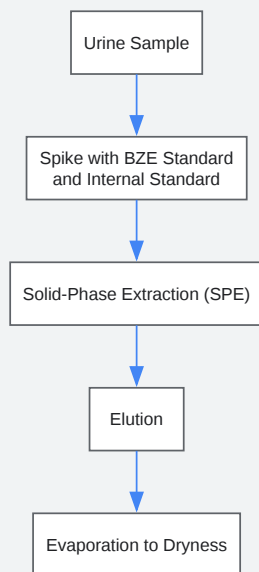 Urine Sample
Spike with BZE Standard
and Internal Standard
Solid-Phase Extraction (SPE)
Elution
Evaporation to Dryness